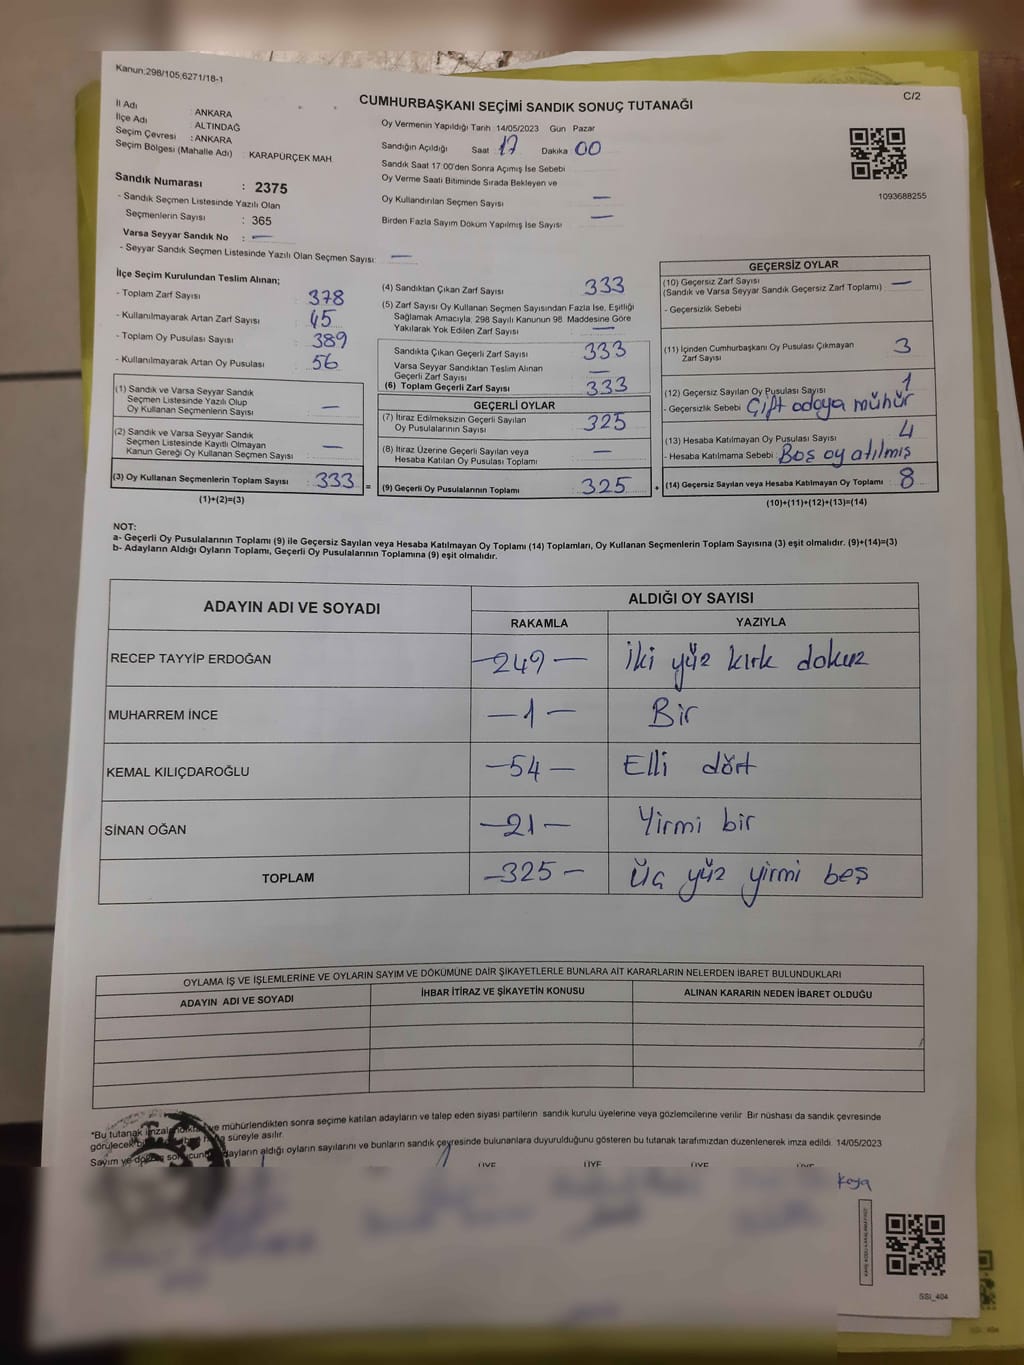 Kanun:298/105,6271/18-1
C/2
CUMHURBAŞKANI SEÇİMİ SANDIK SONUÇ TUTANAĞI
İl Adı : ANKARA
İlçe Adı : ALTINDAĞ
Seçim Çevresi : ANKARA
Seçim Bölgesi (Mahalle Adı) : KARAPÜRÇEK MAH.
Sandık Numarası : 2375
- Sandık Seçmen Listesinde Yazılı Olan
Seçmenlerin Sayısı : 365
Varsa Seyyar Sandık No : —
- Seyyar Sandık Seçmen Listesinde Yazılı Olan Seçmen Sayısı: —
Oy Vermenin Yapıldığı Tarih 14/05/2023 Gün Pazar
Sandığın Açıldığı Saat 17 Dakika 00
Sandık Saat 17:00'den Sonra Açımış İse Sebebi
Oy Verme Saati Bitiminde Sırada Bekleyen ve
Oy Kullandırılan Seçmen Sayısı —
Birden Fazla Sayım Döküm Yapılmış İse Sayısı —
1093688255
İlçe Seçim Kurulundan Teslim Alınan;
- Toplam Zarf Sayısı 378
- Kullanılmayarak Artan Zarf Sayısı 45
- Toplam Oy Pusulası Sayısı 389
- Kullanılmayarak Artan Oy Pusulası 56
(1) Sandık ve Varsa Seyyar Sandık
Seçmen Listesinde Yazılı Olup
Oy Kullanan Seçmenlerin Sayısı —
(2) Sandık ve Varsa Seyyar Sandık
Seçmen Listesinde Kayıtlı Olmayan
Kanun Gereği Oy Kullanan Seçmen Sayısı —
(3) Oy Kullanan Seçmenlerin Toplam Sayısı 333 =
(1)+(2)=(3)
(4) Sandıktan Çıkan Zarf Sayısı 333
(5) Zarf Sayısı Oy Kullanan Seçmen Sayısından Fazla İse, Eşitliği
Sağlamak Amacıyla, 298 Sayılı Kanunun 98. Maddesine Göre
Yakılarak Yok Edilen Zarf Sayısı —
Sandıkta Çıkan Geçerli Zarf Sayısı 333
Varsa Seyyar Sandıktan Teslim Alınan
Geçerli Zarf Sayısı —
(6) Toplam Geçerli Zarf Sayısı 333
GEÇERLİ OYLAR
(7) İtiraz Edilmeksizin Geçerli Sayılan
Oy Pusulalarının Sayısı 325
(8) İtiraz Üzerine Geçerli Sayılan veya
Hesaba Katılan Oy Pusulası Toplamı —
(9) Geçerli Oy Pusulalarının Toplamı 325 +
GEÇERSİZ OYLAR
(10) Geçersiz Zarf Sayısı
(Sandık ve Varsa Seyyar Sandık Geçersiz Zarf Toplamı) —
- Geçersizlik Sebebi
(11) İçinden Cumhurbaşkanı Oy Pusulası Çıkmayan
Zarf Sayısı 3
(12) Geçersiz Sayılan Oy Pusulası Sayısı 1
- Geçersizlik Sebebi Çift adaya mühür
(13) Hesaba Katılmayan Oy Pusulası Sayısı 4
- Hesaba Katılmama Sebebi : Boş oy atılmış
(14) Geçersiz Sayılan veya Hesaba Katılmayan Oy Toplamı 8
(10)+(11)+(12)+(13)=(14)
NOT:
a- Geçerli Oy Pusulalarının Toplamı (9) ile Geçersiz Sayılan veya Hesaba Katılmayan Oy Toplamı (14) Toplamları, Oy Kullanan Seçmenlerin Toplam Sayısına (3) eşit olmalıdır. (9)+(14)=(3)
b- Adayların Aldığı Oyların Toplamı, Geçerli Oy Pusulalarının Toplamına (9) eşit olmalıdır.
ADAYIN ADI VE SOYADI ALDIĞI OY SAYISI
RAKAMLA YAZIYLA
RECEP TAYYİP ERDOĞAN —249— İki yüz kırk dokuz
MUHARREM İNCE —1— Bir
KEMAL KILIÇDAROĞLU —54— Elli dört
SİNAN OĞAN —21— Yirmi bir
TOPLAM —325— Üç yüz yirmi beş
OYLAMA İŞ VE İŞLEMLERİNE VE OYLARIN SAYIM VE DÖKÜMÜNE DAİR ŞİKAYETLERLE BUNLARA AİT KARARLARIN NELERDEN İBARET BULUNDUKLARI
ADAYIN ADI VE SOYADI İHBAR İTİRAZ VE ŞİKAYETİN KONUSU ALINAN KARARIN NEDEN İBARET OLDUĞU
*Bu tutanak ve mühürlendikten sonra seçime katılan adayların ve talep eden siyasi partilerin sandık kurulu üyelerine veya gözlemcilerine verilir. Bir nüshası da sandık çevresinde
süreyle asılır.
Sayım ve adayların aldığı oyların sayılarını ve bunların sandık çevresinde bulunanlara duyurulduğunu gösteren bu tutanak tarafımızdan düzenlenerek imza edildi. 14/05/2023
ÜYE ÜYE ÜYE
kaya
SSI_404